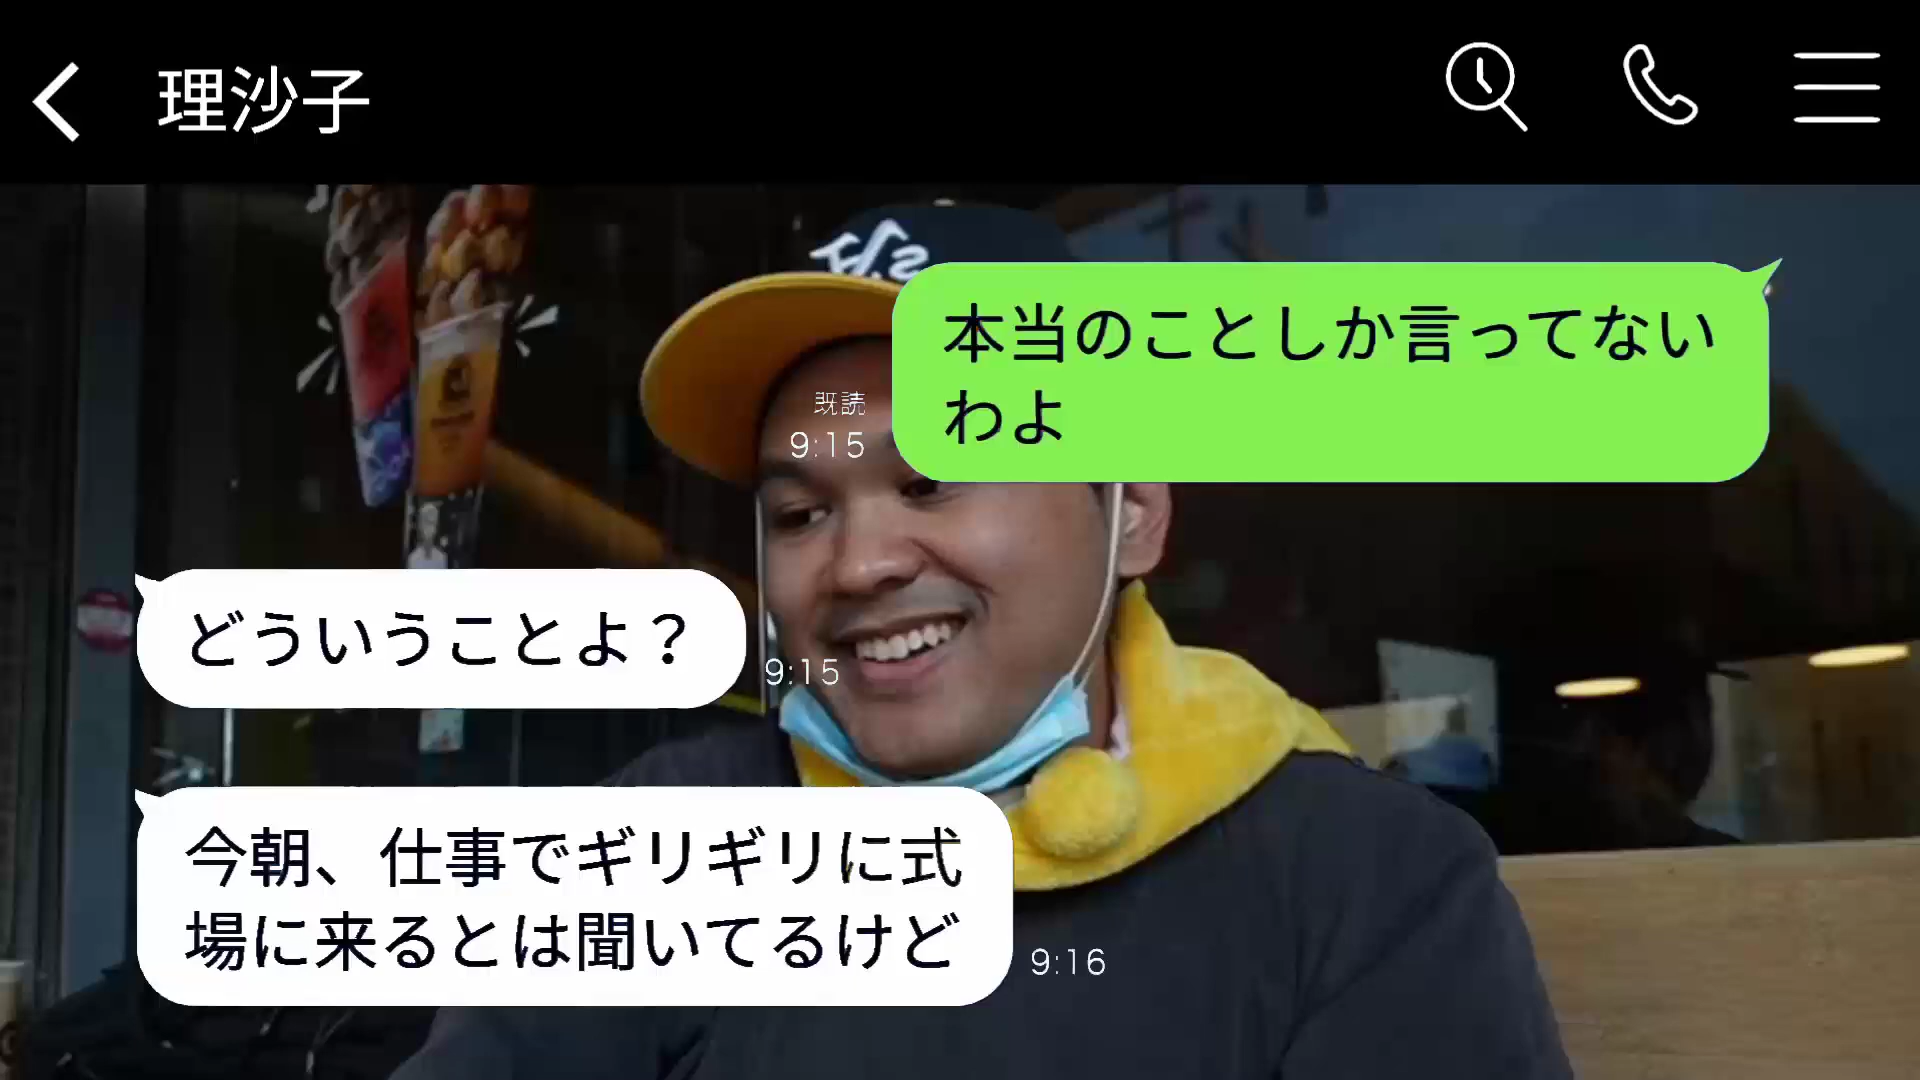 理沙子
本当のことしか言ってない
わよ
既読
9:15
どういうことよ？
9:15
今朝、仕事でギリギリに式
場に来るとは聞いてるけど
9:16